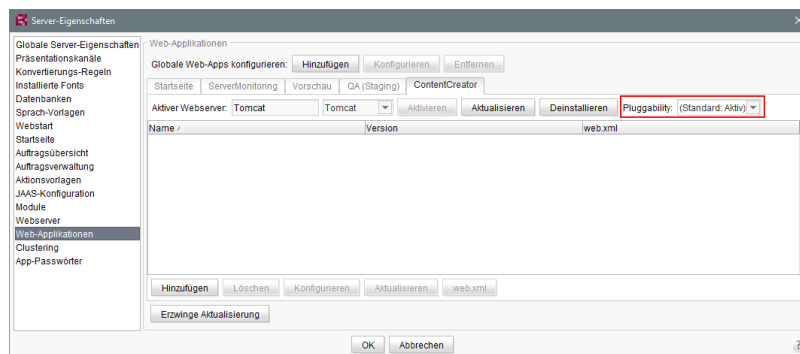 Server-Eigenschaften
Globale Server-Eigenschaften
Präsentationskanäle
Konvertierungs-Regeln
Installierte Fonts
Datenbanken
Sprach-Vorlagen
Webstart
Startseite
Auftragsübersicht
Auftragsverwaltung
Aktionsvorlagen
JAAS-Konfiguration
Module
Webserver
Web-Applikationen
Clustering
App-Passwörter
Web-Applikationen
Globale Web-Apps konfigurieren: Hinzufügen Konfigurieren Entfernen
Startseite ServerMonitoring Vorschau QA (Staging) ContentCreator
Aktiver Webserver: Tomcat Tomcat Aktivieren Aktualisieren Deinstallieren Pluggability: (Standard: Aktiv)
Name Version web.xml
Hinzufügen Löschen Konfigurieren Aktualisieren web.xml
Erzwinge Aktualisierung
OK Abbrechen